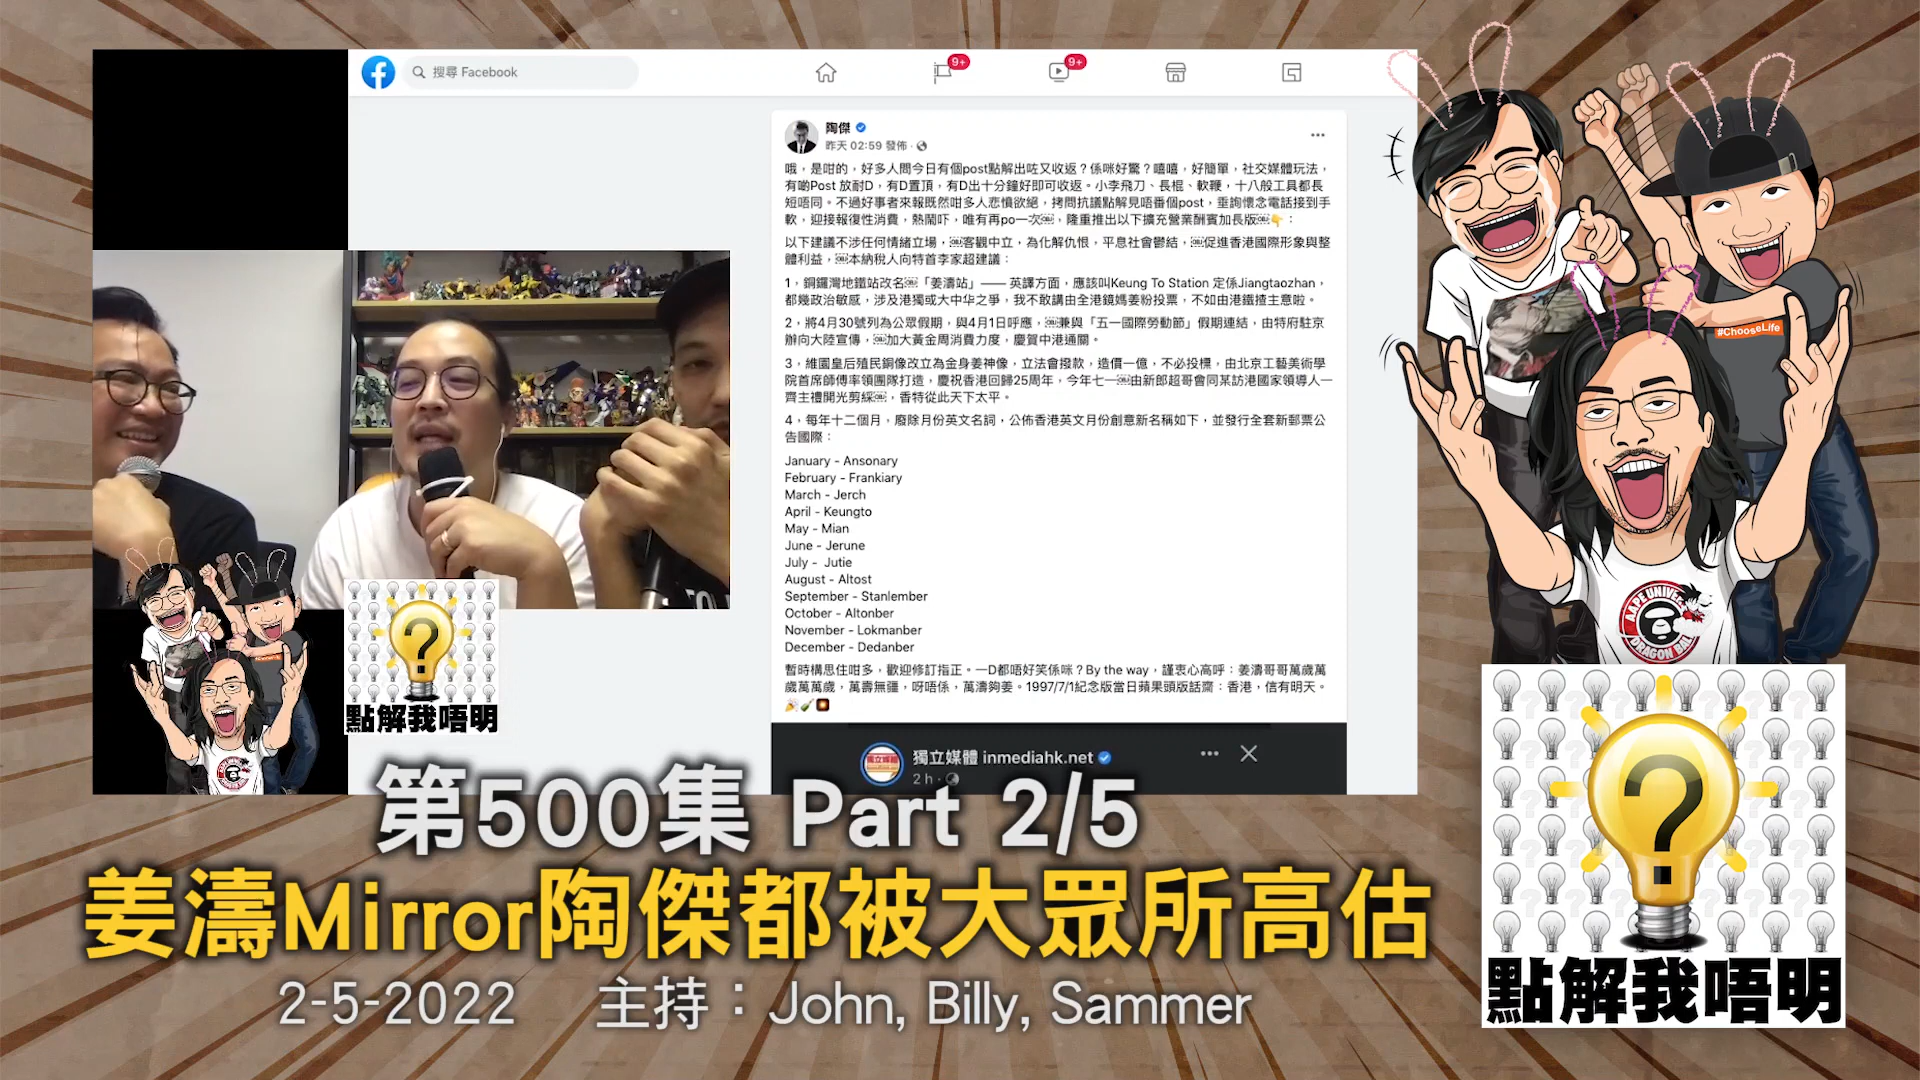 搜尋 Facebook
9+
9+
陶傑
昨天 02:59 發佈 ·
哦，是咁的，好多人問今日有個post點解出咗又收返？係咪好驚？嘻嘻，好簡單，社交媒體玩法，
有啲Post 放耐D，有D置頂，有D出十分鐘好即可收返。小李飛刀、長棍、軟鞭，十八般工具都長
短唔同。不過好事者來報既然咁多人悲憤欲絕，拷問抗議點解見唔番個post，垂詢懷念電話接到手
軟，迎接報復性消費，熱鬧吓，唯有再po一次￼，隆重推出以下擴充營業酬賓加長版￼👇：
以下建議不涉任何情緒立場，￼客觀中立，為化解仇恨，平息社會鬱結，￼促進香港國際形象與整
體利益，￼本納稅人向特首李家超建議：
1，銅鑼灣地鐵站改名￼「姜濤站」—— 英譯方面，應該叫Keung To Station 定係Jiangtaozhan，
都幾政治敏感，涉及港獨或大中华之爭，我不敢講由全港鏡媽姜粉投票，不如由港鐵揸主意啦。
2，將4月30號列為公眾假期，與4月1日呼應，￼兼與「五一國際勞動節」假期連結，由特府駐京
辦向大陸宣傳，￼加大黃金周消費力度，慶賀中港通關。
3，維園皇后殖民銅像改立為金身姜神像，立法會撥款，造價一億，不必投標，由北京工藝美術學
院首席師傅率領團隊打造，慶祝香港回歸25周年，今年七一￼由新郎超哥會同某訪港國家領導人一
齊主禮開光剪綵￼，香特從此天下太平。
4，每年十二個月，廢除月份英文名詞，公佈香港英文月份創意新名稱如下，並發行全套新郵票公
告國際：
January - Ansonary
February - Frankiary
March - Jerch
April - Keungto
May - Mian
June - Jerune
July - Jutie
August - Altost
September - Stanlember
October - Altonber
November - Lokmanber
December - Dedanber
暫時構思住咁多，歡迎修訂指正。一D都唔好笑係咪？By the way，謹衷心高呼：姜濤哥哥萬歲萬
歲萬萬歲，萬壽無疆，呀唔係，萬濤夠姜。1997/7/1紀念版當日蘋果頭版話齋：香港，信有明天。
🎉🍾🎆
獨立媒體 inmediahk.net
2 h ·
點解我唔明
#ChooseLife
AAPE UNIVERSE
DRAGON BALL
第500集 Part 2/5
姜濤Mirror陶傑都被大眾所高估
2-5-2022 主持：John, Billy, Sammer
點解我唔明